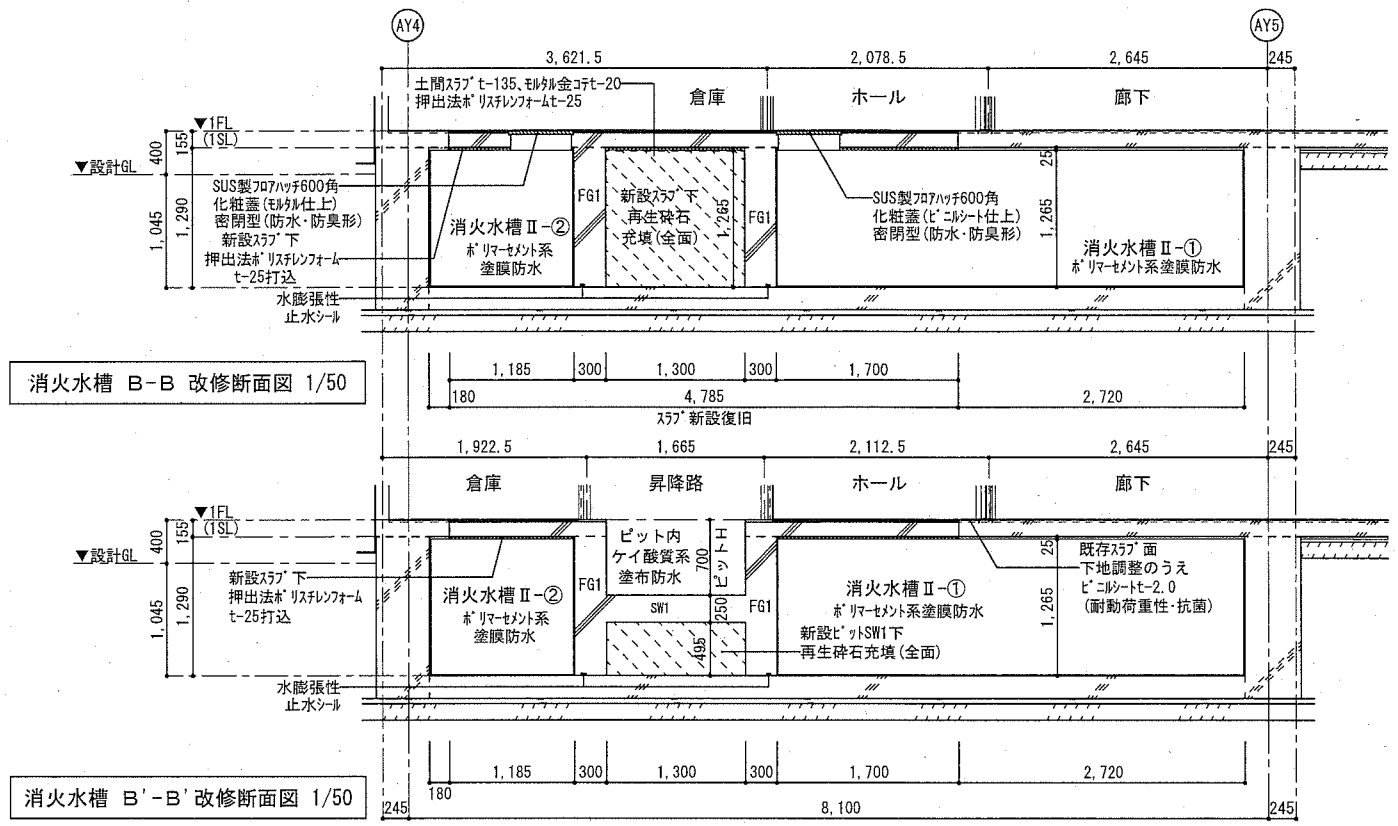 AY4
AY5
3,621.5
2,078.5
2,645
245
土間スラブt-135、モルタル金コテt-20
押出法ポリスチレンフォームt-25
倉庫
ホール
廊下
▼1FL
(1SL)
155
400
▼設計GL
1,045
1,290
SUS製フロアハッチ600角
化粧蓋(モルタル仕上)
密閉型(防水・防臭形)
新設スラブ下
押出法ポリスチレンフォーム
t-25打込
消火水槽Ⅱ-②
ポリマーセメント系
塗膜防水
FG1
新設スラブ下
再生砕石
充填(全面)
1,265
FG1
SUS製フロアハッチ600角
化粧蓋(ビニルシート仕上)
密閉型(防水・防臭形)
25
1,265
消火水槽Ⅱ-①
ポリマーセメント系塗膜防水
水膨張性
止水シール
消火水槽 B-B 改修断面図 1/50
1,185
300
1,300
300
1,700
180
4,785
2,720
スラブ新設復旧
1,922.5
1,665
2,112.5
2,645
245
倉庫
昇降路
ホール
廊下
▼1FL
(1SL)
155
400
▼設計GL
1,045
1,290
新設スラブ下
押出法ポリスチレンフォーム
t-25打込
消火水槽Ⅱ-②
ポリマーセメント系
塗膜防水
FG1
ピット内
ケイ酸質系
塗布防水
700
ピットH
SW1
250
495
FG1
消火水槽Ⅱ-①
ポリマーセメント系塗膜防水
新設ピットSW1下
再生砕石充填(全面)
25
1,265
既存スラブ面
下地調整のうえ
ビニルシートt-2.0
(耐動荷重性・抗菌)
水膨張性
止水シール
消火水槽 B'-B' 改修断面図 1/50
180
1,185
300
1,300
300
1,700
2,720
245
8,100
245